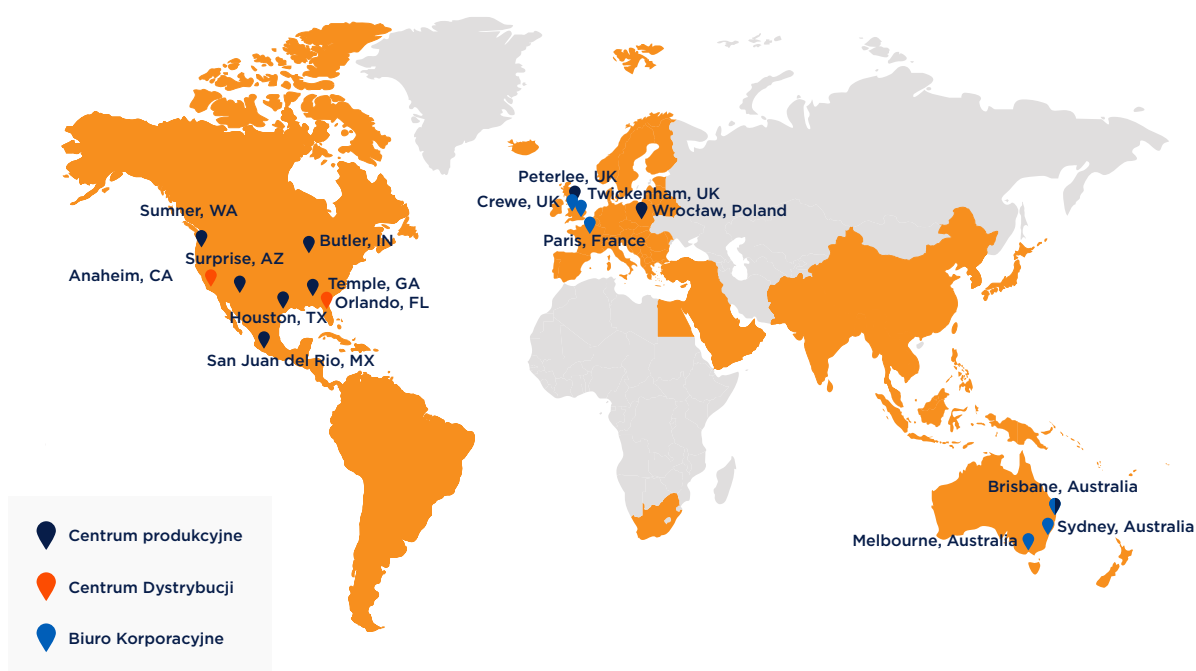 Peterlee, UK
Twickenham, UK
Crewe, UK
Wrocław, Poland
Sumner, WA
Paris, France
Butler, IN
Surprise, AZ
Anaheim, CA
Temple, GA
Orlando, FL
Houston, TX
San Juan del Rio, MX
Brisbane, Australia
Sydney, Australia
Melbourne, Australia
Centrum produkcyjne
Centrum Dystrybucji
Biuro Korporacyjne